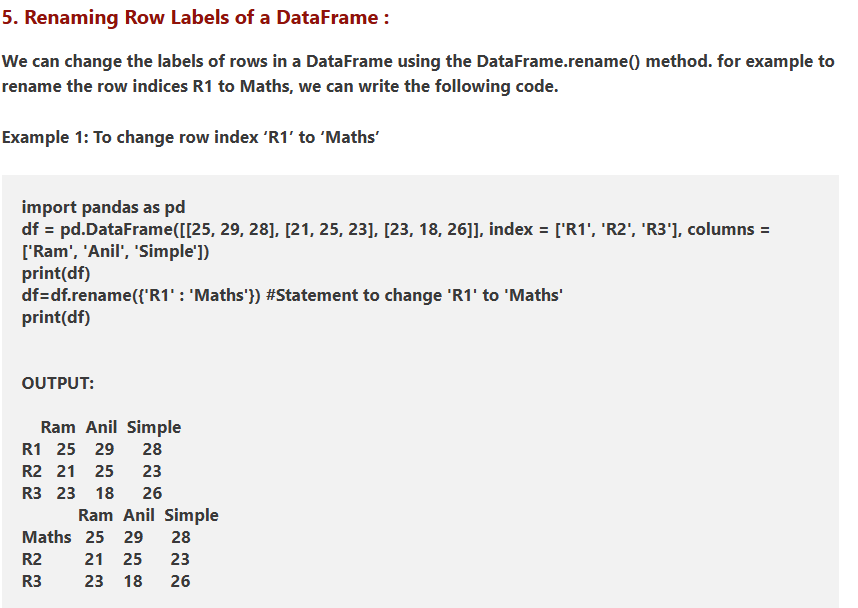 5. Renaming Row Labels of a DataFrame :
We can change the labels of rows in a DataFrame using the DataFrame.rename() method. for example to
rename the row indices R1 to Maths, we can write the following code.
Example 1: To change row index ‘R1’ to ‘Maths’
import pandas as pd
df = pd.DataFrame([[25, 29, 28], [21, 25, 23], [23, 18, 26]], index = ['R1', 'R2', 'R3'], columns =
['Ram', 'Anil', 'Simple'])
print(df)
df=df.rename({'R1' : 'Maths'}) #Statement to change 'R1' to 'Maths'
print(df)
OUTPUT:
Ram Anil Simple
R1 25 29 28
R2 21 25 23
R3 23 18 26
Ram Anil Simple
Maths 25 29 28
R2 21 25 23
R3 23 18 26